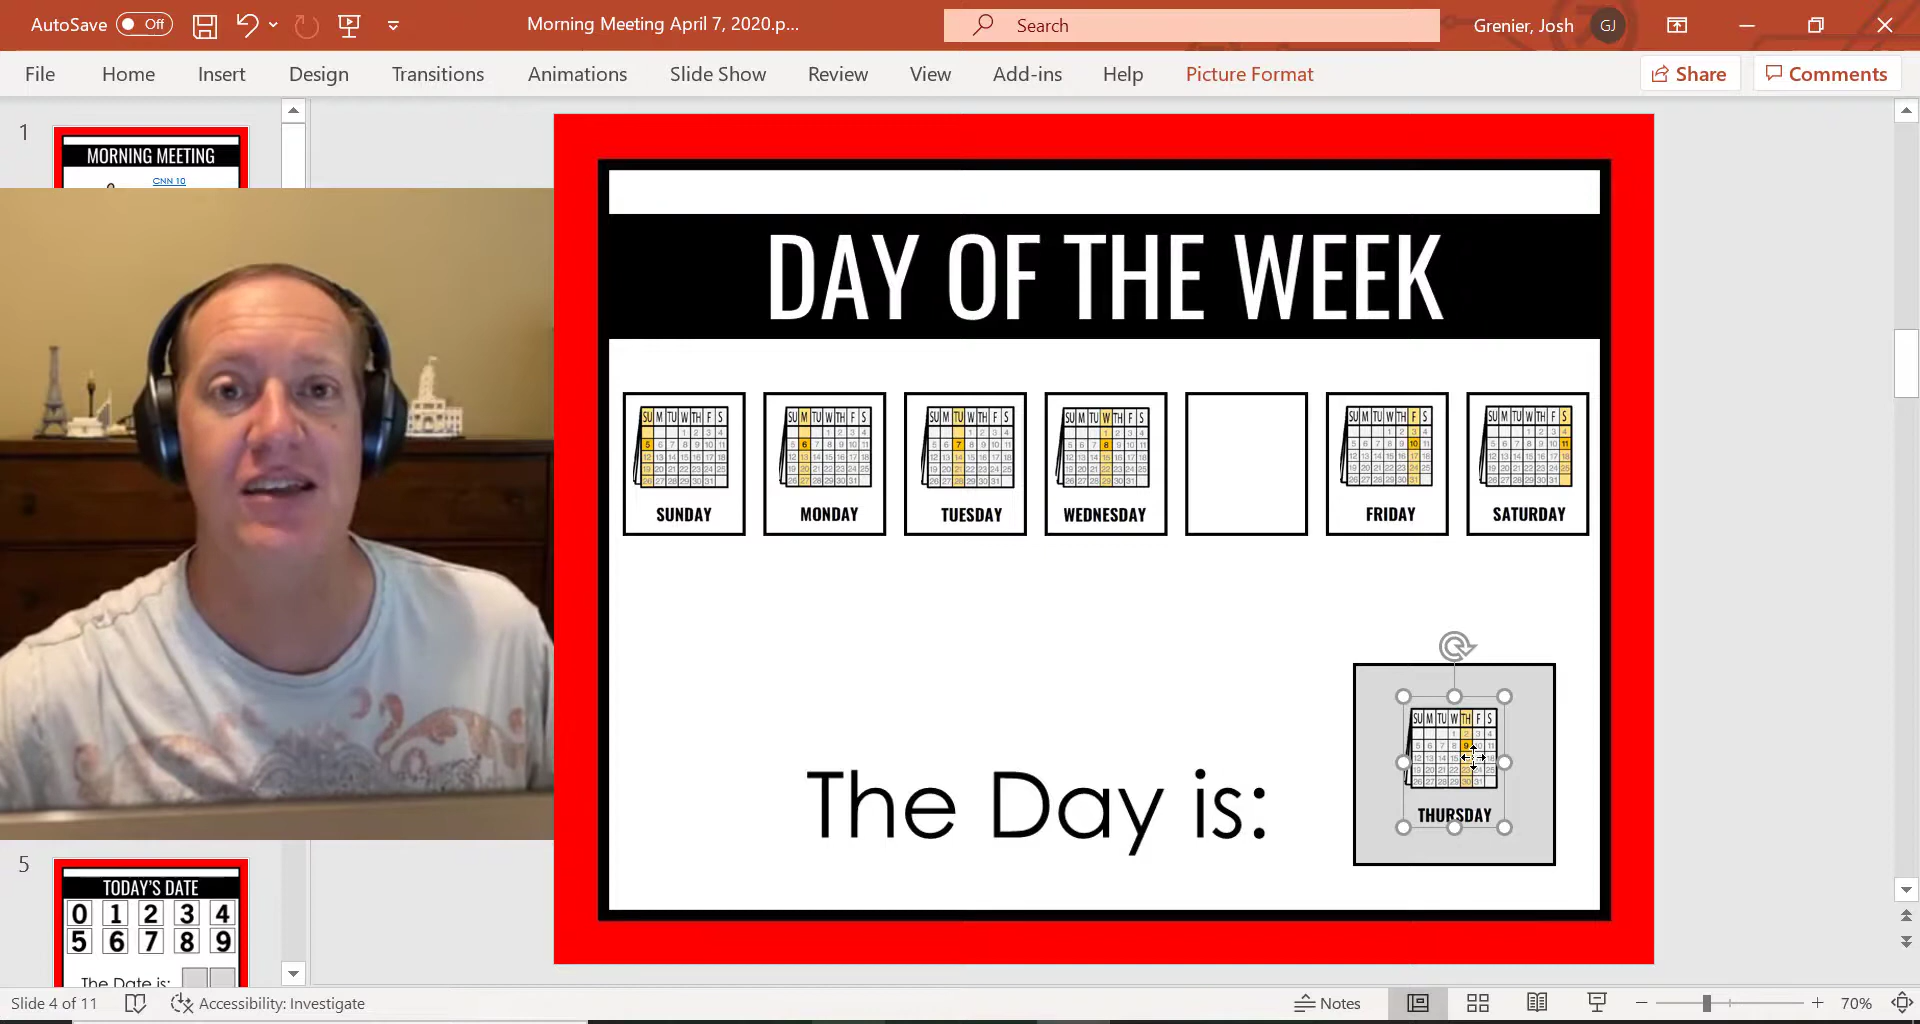 AutoSave Off
Morning Meeting April 7, 2020.p...
Search
Grenier, Josh GJ
File Home Insert Design Transitions Animations Slide Show Review View Add-ins Help Picture Format
Share Comments
1
MORNING MEETING
CNN 10
DAY OF THE WEEK
SUNDAY MONDAY TUESDAY WEDNESDAY FRIDAY SATURDAY
The Day is:
THURSDAY
5
TODAY'S DATE
0 1 2 3 4
5 6 7 8 9
The Date is:
Slide 4 of 11 Accessibility: Investigate Notes 70%